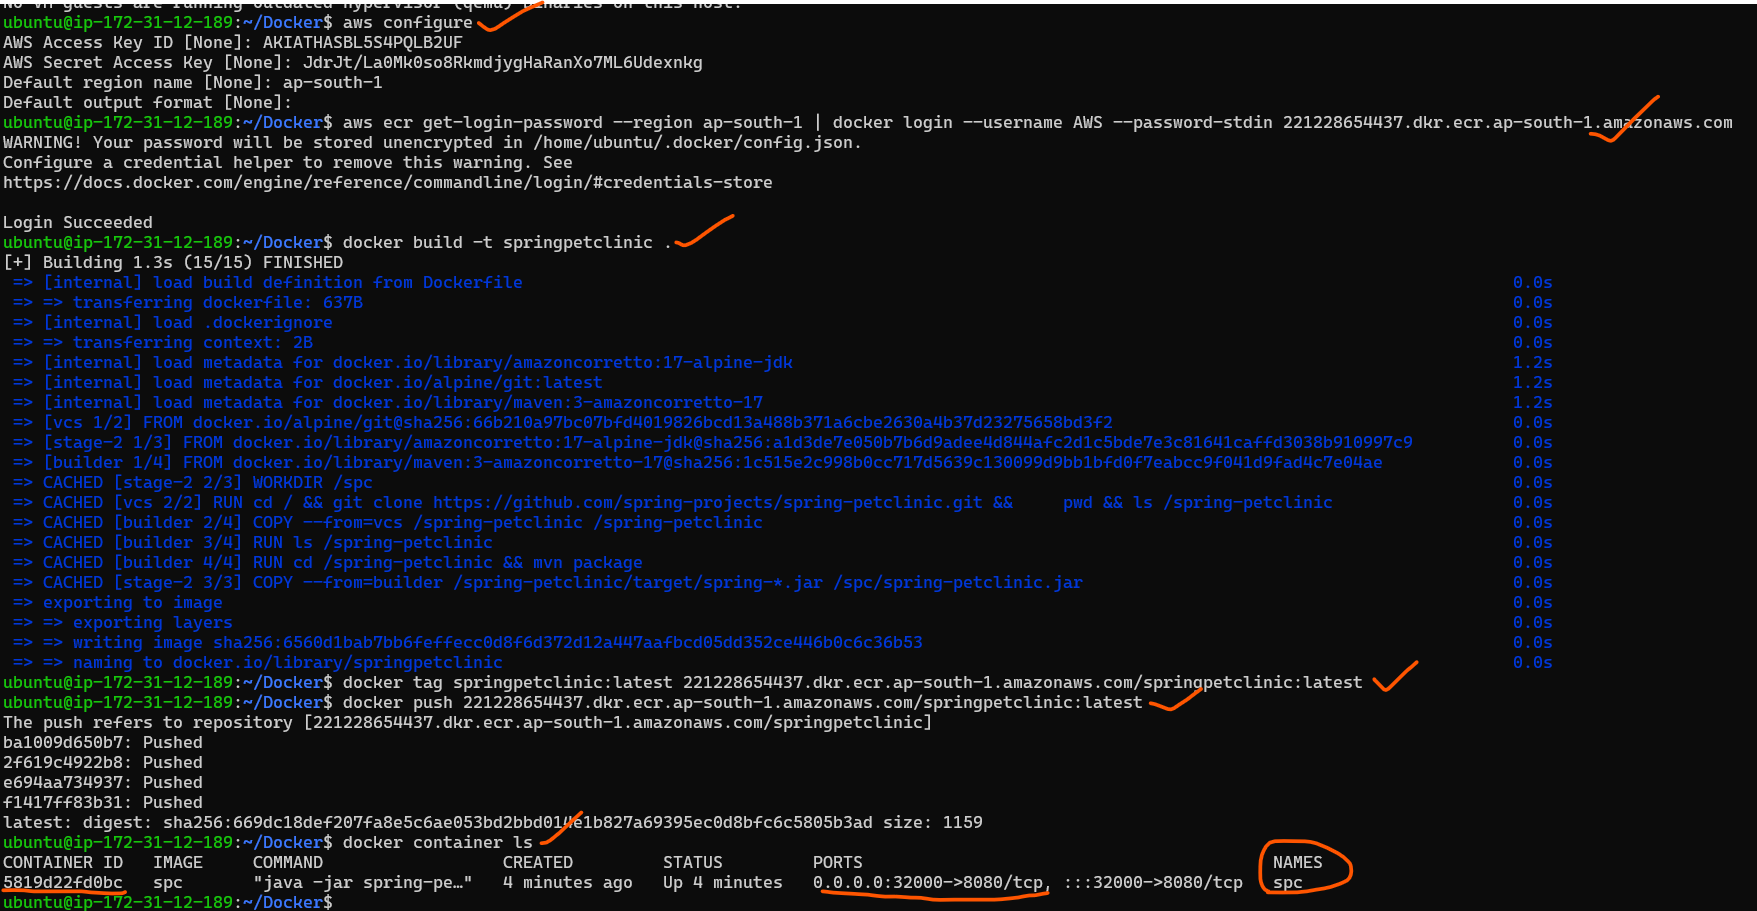 No VM guests are running outdated hypervisor (qemu) binaries on this host.
ubuntu@ip-172-31-12-189:~/Docker$ aws configure
AWS Access Key ID [None]: AKIATHASBL5S4PQLB2UF
AWS Secret Access Key [None]: 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
Default region name [None]: ap-south-1
Default output format [None]:
ubuntu@ip-172-31-12-189:~/Docker$ aws ecr get-login-password --region ap-south-1 | docker login --username AWS --password-stdin 221228654437.dkr.ecr.ap-south-1.amazonaws.com
WARNING! Your password will be stored unencrypted in /home/ubuntu/.docker/config.json.
Configure a credential helper to remove this warning. See
https://docs.docker.com/engine/reference/commandline/login/#credentials-store
Login Succeeded
ubuntu@ip-172-31-12-189:~/Docker$ docker build -t springpetclinic .
[+] Building 1.3s (15/15) FINISHED
=> [internal] load build definition from Dockerfile 0.0s
=> => transferring dockerfile: 637B 0.0s
=> [internal] load .dockerignore 0.0s
=> => transferring context: 2B 0.0s
=> [internal] load metadata for docker.io/library/amazoncorretto:17-alpine-jdk 1.2s
=> [internal] load metadata for docker.io/alpine/git:latest 1.2s
=> [internal] load metadata for docker.io/library/maven:3-amazoncorretto-17 1.2s
=> [vcs 1/2] FROM docker.io/alpine/git@sha256:66b210a97bc07bfd4019826bcd13a488b371a6cbe2630a4b37d23275658bd3f2 0.0s
=> [stage-2 1/3] FROM docker.io/library/amazoncorretto:17-alpine-jdk@sha256:a1d3de7e050b7b6d9adee4d844afc2d1c5bde7e3c81641caffd3038b910997c9 0.0s
=> [builder 1/4] FROM docker.io/library/maven:3-amazoncorretto-17@sha256:1c515e2c998b0cc717d5639c130099d9bb1bfd0f7eabcc9f041d9fad4c7e04ae 0.0s
=> CACHED [stage-2 2/3] WORKDIR /spc 0.0s
=> CACHED [vcs 2/2] RUN cd / && git clone https://github.com/spring-projects/spring-petclinic.git && pwd && ls /spring-petclinic 0.0s
=> CACHED [builder 2/4] COPY --from=vcs /spring-petclinic /spring-petclinic 0.0s
=> CACHED [builder 3/4] RUN ls /spring-petclinic 0.0s
=> CACHED [builder 4/4] RUN cd /spring-petclinic && mvn package 0.0s
=> CACHED [stage-2 3/3] COPY --from=builder /spring-petclinic/target/spring-*.jar /spc/spring-petclinic.jar 0.0s
=> exporting to image 0.0s
=> => exporting layers 0.0s
=> => writing image sha256:6560d1bab7bb6feffecc0d8f6d372d12a447aafbcd05dd352ce446b0c6c36b53 0.0s
=> => naming to docker.io/library/springpetclinic 0.0s
ubuntu@ip-172-31-12-189:~/Docker$ docker tag springpetclinic:latest 221228654437.dkr.ecr.ap-south-1.amazonaws.com/springpetclinic:latest
ubuntu@ip-172-31-12-189:~/Docker$ docker push 221228654437.dkr.ecr.ap-south-1.amazonaws.com/springpetclinic:latest
The push refers to repository [221228654437.dkr.ecr.ap-south-1.amazonaws.com/springpetclinic]
ba1009d650b7: Pushed
2f619c4922b8: Pushed
e694aa734937: Pushed
f1417ff83b31: Pushed
latest: digest: sha256:669dc18def207fa8e5c6ae053bd2bbd014e1b827a69395ec0d8bfc6c5805b3ad size: 1159
ubuntu@ip-172-31-12-189:~/Docker$ docker container ls
CONTAINER ID IMAGE COMMAND CREATED STATUS PORTS NAMES
5819d22fd0bc spc "java -jar spring-pe…" 4 minutes ago Up 4 minutes 0.0.0.0:32000->8080/tcp, :::32000->8080/tcp spc
ubuntu@ip-172-31-12-189:~/Docker$